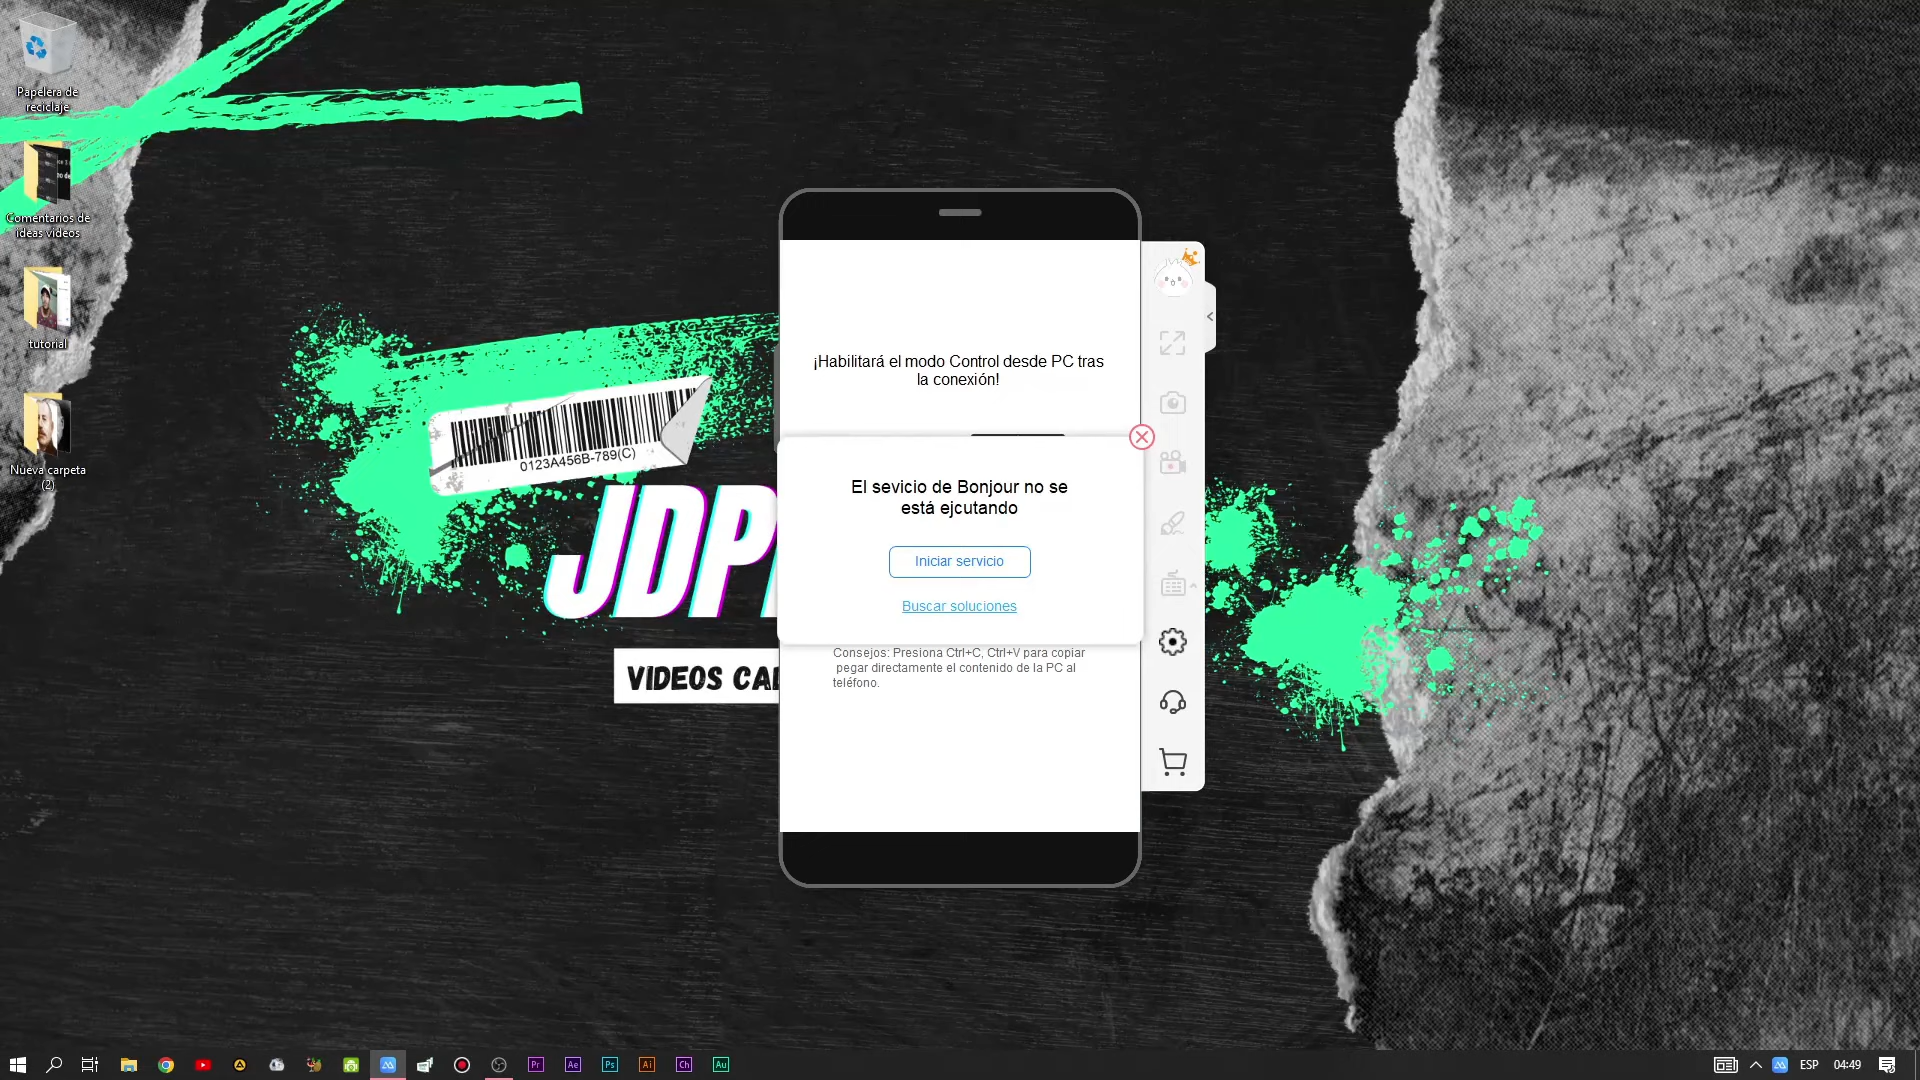 Papelera de
reciclaje
Comentarios de
ideas videos
tutorial
Nueva carpeta
(2)
0123A456B-789(C)
JDP
VIDEOS CAD
¡Habilitará el modo Control desde PC tras
la conexión!
El sevicio de Bonjour no se
está ejcutando
Iniciar servicio
Buscar soluciones
Consejos: Presiona Ctrl+C, Ctrl+V para copiar
pegar directamente el contenido de la PC al
teléfono.
Pr
Ae
Ps
Ai
Ch
Au
ESP
04:49